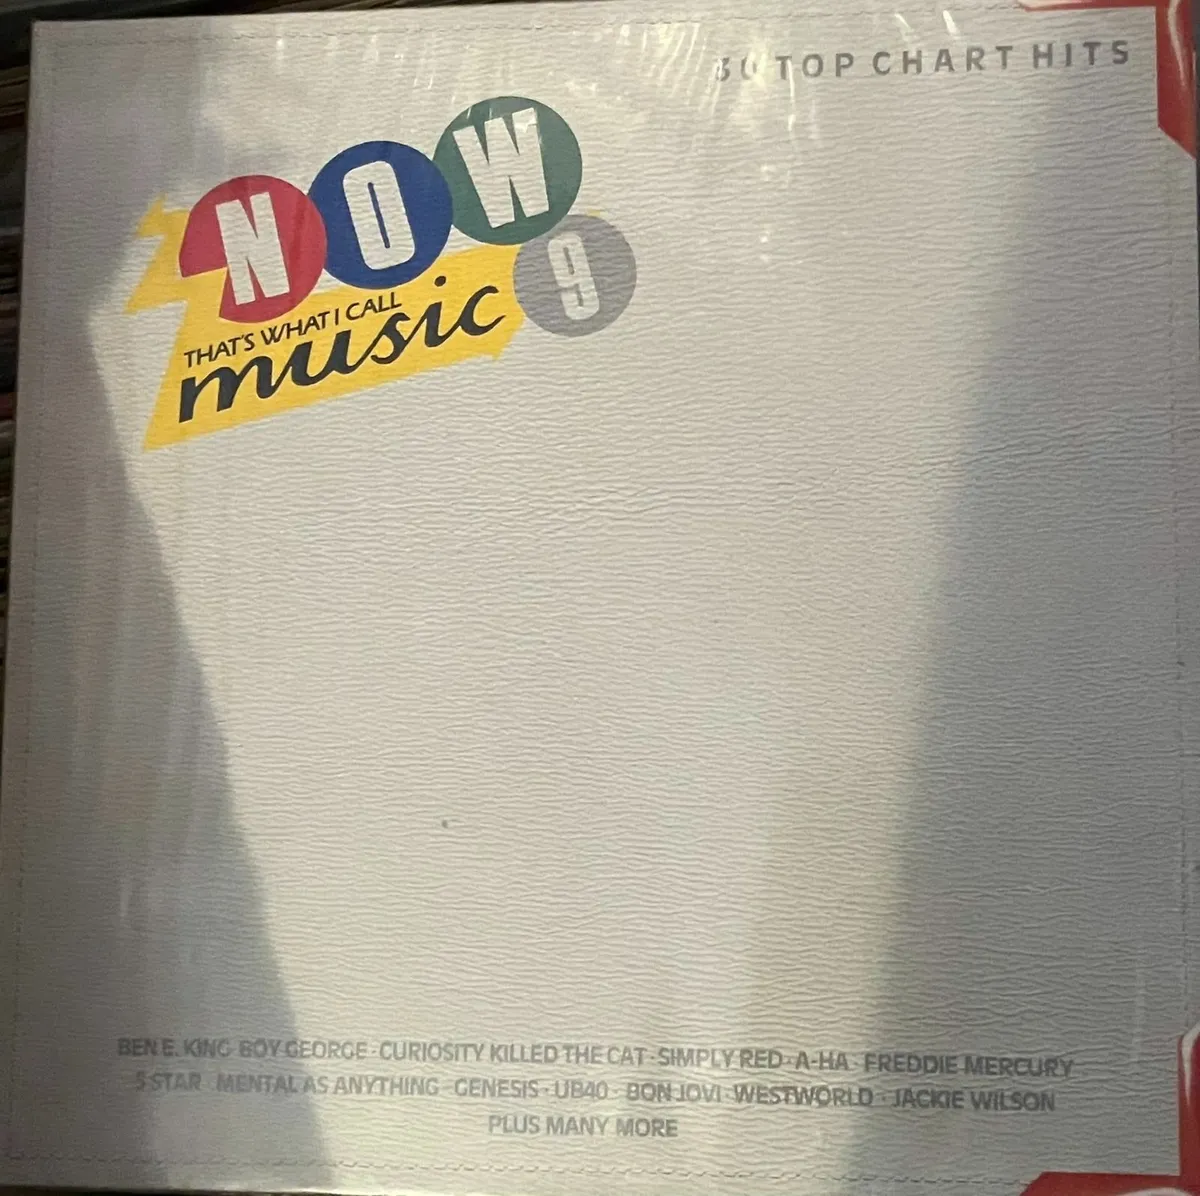 30 TOP CHART HITS
NOW 9
THAT'S WHAT I CALL
music
BEN E. KING · BOY GEORGE · CURIOSITY KILLED THE CAT · SIMPLY RED · A-HA · FREDDIE MERCURY
5 STAR · MENTAL AS ANYTHING · GENESIS · UB40 · BON JOVI · WESTWORLD · JACKIE WILSON
PLUS MANY MORE